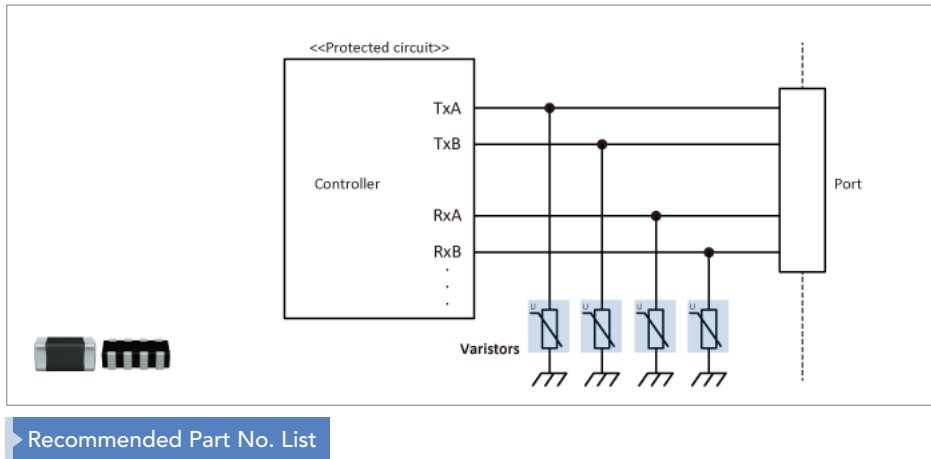 <<Protected circuit>>
TxA
TxB
Controller
Port
RxA
RxB
U U U U
Varistors
Recommended Part No. List